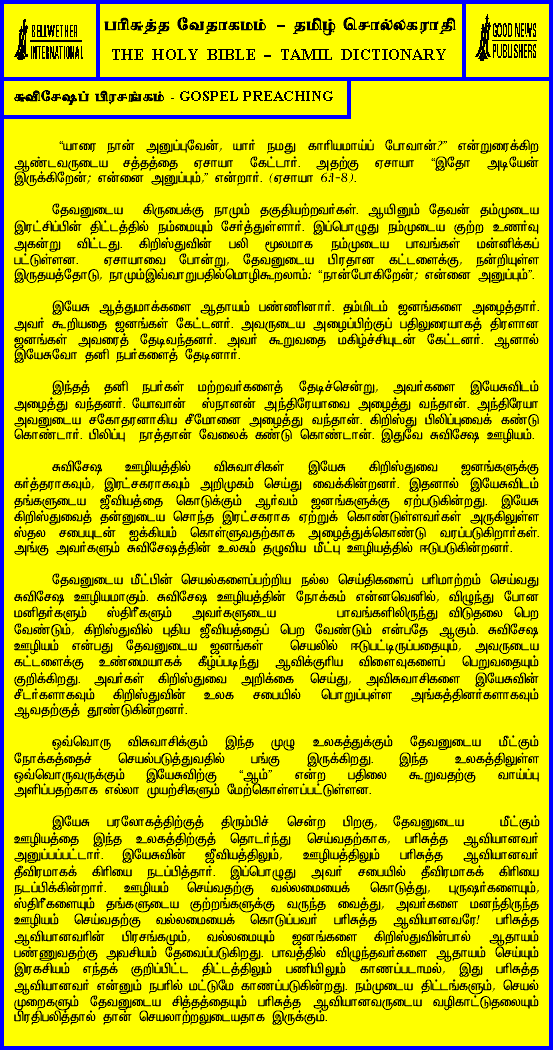 BELLWETHER
INTERNATIONAL
பரிசுத்த வேதாகமம் – தமிழ் சொல்லகராதி
THE HOLY BIBLE – TAMIL DICTIONARY
GOOD NEWS
PUBLISHERS
சுவிசேஷப் பிரசங்கம் - GOSPEL PREACHING
“யாரை நான் அனுப்புவேன், யார் நமது காரியமாய்ப் போவான்?” என்றுரைக்கிற
ஆண்டவருடைய சத்தத்தை ஏசாயா கேட்டார். அதற்கு ஏசாயா “இதோ அடியேன்
இருக்கிறேன்; என்னை அனுப்பும்,” என்றார். (ஏசாயா 6:1-8).
தேவனுடைய கிருபைக்கு நாமும் தகுதியற்றவர்கள். ஆயினும் தேவன் தம்முடைய
இரட்சிப்பின் திட்டத்தில் நம்மையும் சேர்த்துள்ளார். இப்பொழுது நம்முடைய குற்ற உணர்வு
அகன்று விட்டது. கிறிஸ்துவின் பலி மூலமாக நம்முடைய பாவங்கள் மன்னிக்கப்
பட்டுள்ளன. ஏசாயாவை போன்று, தேவனுடைய பிரதான கட்டளைக்கு, நன்றியுள்ள
இருதயத்தோடு, நாமும்இவ்வாறுபதில்மொழிகூறலாம்: “நான்போகிறேன்; என்னை அனுப்பும்”.
இயேசு ஆத்துமாக்களை ஆதாயம் பண்ணினார். தம்மிடம் ஜனங்களை அழைத்தார்.
அவர் கூறியதை ஜனங்கள் கேட்டனர். அவருடைய அழைப்பிற்குப் பதிலுரையாகத் திரளான
ஜனங்கள் அவரைத் தேடிவந்தனர். அவர் கூறுவதை மகிழ்ச்சியுடன் கேட்டனர். ஆனால்
இயேசுவோ தனி நபர்களைத் தேடினார்.
இந்தத் தனி நபர்கள் மற்றவர்களைத் தேடிச்சென்று, அவர்களை இயேசுவிடம்
அழைத்து வந்தனர். யோவான் ஸ்நானன் அந்திரேயாவை அழைத்து வந்தான். அந்திரேயா
அவனுடைய சகோதரனாகிய சீமோனை அழைத்து வந்தான். கிறிஸ்து பிலிப்புவைக் கண்டு
கொண்டார். பிலிப்பு நாத்தான் வேலைக் கண்டு கொண்டான். இதுவே சுவிசேஷ ஊழியம்.
சுவிசேஷ ஊழியத்தில் விசுவாசிகள் இயேசு கிறிஸ்துவை ஜனங்களுக்கு
கர்த்தராகவும், இரட்சகராகவும் அறிமுகம் செய்து வைக்கின்றனர். இதனால் இயேசுவிடம்
தங்களுடைய ஜீவியத்தை கொடுக்கும் ஆர்வம் ஜனங்களுக்கு ஏற்படுகின்றது. இயேசு
கிறிஸ்துவைத் தன்னுடைய சொந்த இரட்சகராக ஏற்றுக் கொண்டுள்ளவர்கள் அருகிலுள்ள
ஸ்தல சபையுடன் ஐக்கியம் கொள்ளுவதற்காக அழைத்துக்கொண்டு வரப்படுகிறார்கள்.
அங்கு அவர்களும் சுவிசேஷத்தின் உலகம் தழுவிய மீட்பு ஊழியத்தில் ஈடுபடுகின்றனர்.
தேவனுடைய மீட்பின் செயல்களைப்பற்றிய நல்ல செய்திகளைப் பரிமாற்றம் செய்வது
சுவிசேஷ ஊழியமாகும். சுவிசேஷ ஊழியத்தின் நோக்கம் என்னவெனில், விழுந்து போன
மனிதர்களும் ஸ்திரீகளும் அவர்களுடைய பாவங்களிலிருந்து விடுதலை பெற
வேண்டும், கிறிஸ்துவில் புதிய ஜீவியத்தைப் பெற வேண்டும் என்பதே ஆகும். சுவிசேஷ
ஊழியம் என்பது தேவனுடைய ஜனங்கள் செயலில் ஈடுபட்டிருப்பதையும், அவருடைய
கட்டளைக்கு உண்மையாகக் கீழ்ப்படிந்து ஆவிக்குரிய விளைவுகளைப் பெறுவதையும்
குறிக்கிறது. அவர்கள் கிறிஸ்துவை அறிக்கை செய்து, அவிசுவாசிகளை இயேசுவின்
சீடர்களாகவும் கிறிஸ்துவின் உலக சபையில் பொறுப்புள்ள அங்கத்தினர்களாகவும்
ஆவதற்குத் தூண்டுகின்றனர்.
ஒவ்வொரு விசுவாசிக்கும் இந்த முழு உலகத்துக்கும் தேவனுடைய மீட்கும்
நோக்கத்தைச் செயல்படுத்துவதில் பங்கு இருக்கிறது. இந்த உலகத்திலுள்ள
ஒவ்வொருவருக்கும் இயேசுவிற்கு “ஆம்” என்ற பதிலை கூறுவதற்கு வாய்ப்பு
அளிப்பதற்காக எல்லா முயற்சிகளும் மேற்கொள்ளப்பட்டுள்ளன.
இயேசு பரலோகத்திற்குத் திரும்பிச் சென்ற பிறகு, தேவனுடைய மீட்கும்
ஊழியத்தை இந்த உலகத்திற்குத் தொடர்ந்து செய்வதற்காக, பரிசுத்த ஆவியானவர்
அனுப்பப்பட்டார். இயேசுவின் ஜீவியத்திலும், ஊழியத்திலும் பரிசுத்த ஆவியானவர்
தீவிரமாகக் கிரியை நடப்பித்தார். இப்பொழுது அவர் சபையில் தீவிரமாகக் கிரியை
நடப்பிக்கின்றார். ஊழியம் செய்வதற்கு வல்லமையைக் கொடுத்து, புருஷர்களையும்,
ஸ்திரீகளையும் தங்களுடைய குற்றங்களுக்கு வருந்த வைத்து, அவர்களை மனந்திருந்த
ஊழியம் செய்வதற்கு வல்லமையைக் கொடுப்பவர் பரிசுத்த ஆவியானவரே! பரிசுத்த
ஆவியானவரின் பிரசங்கமும், வல்லமையும் ஜனங்களை கிறிஸ்துவின்பால் ஆதாயம்
பண்ணுவதற்கு அவசியம் தேவைப்படுகிறது. பாவத்தில் விழுந்தவர்களை ஆதாயம் செய்யும்
இரகசியம் எந்தக் குறிப்பிட்ட திட்டத்திலும் பணியிலும் காணப்படாமல், இது பரிசுத்த
ஆவியானவர் என்னும் நபரில் மட்டுமே காணப்படுகின்றது. நம்முடைய திட்டங்களும், செயல்
முறைகளும் தேவனுடைய சித்தத்தையும் பரிசுத்த ஆவியானவருடைய வழிகாட்டுதலையும்
பிரதிபலித்தால் தான் செயலாற்றலுடையதாக இருக்கும்.